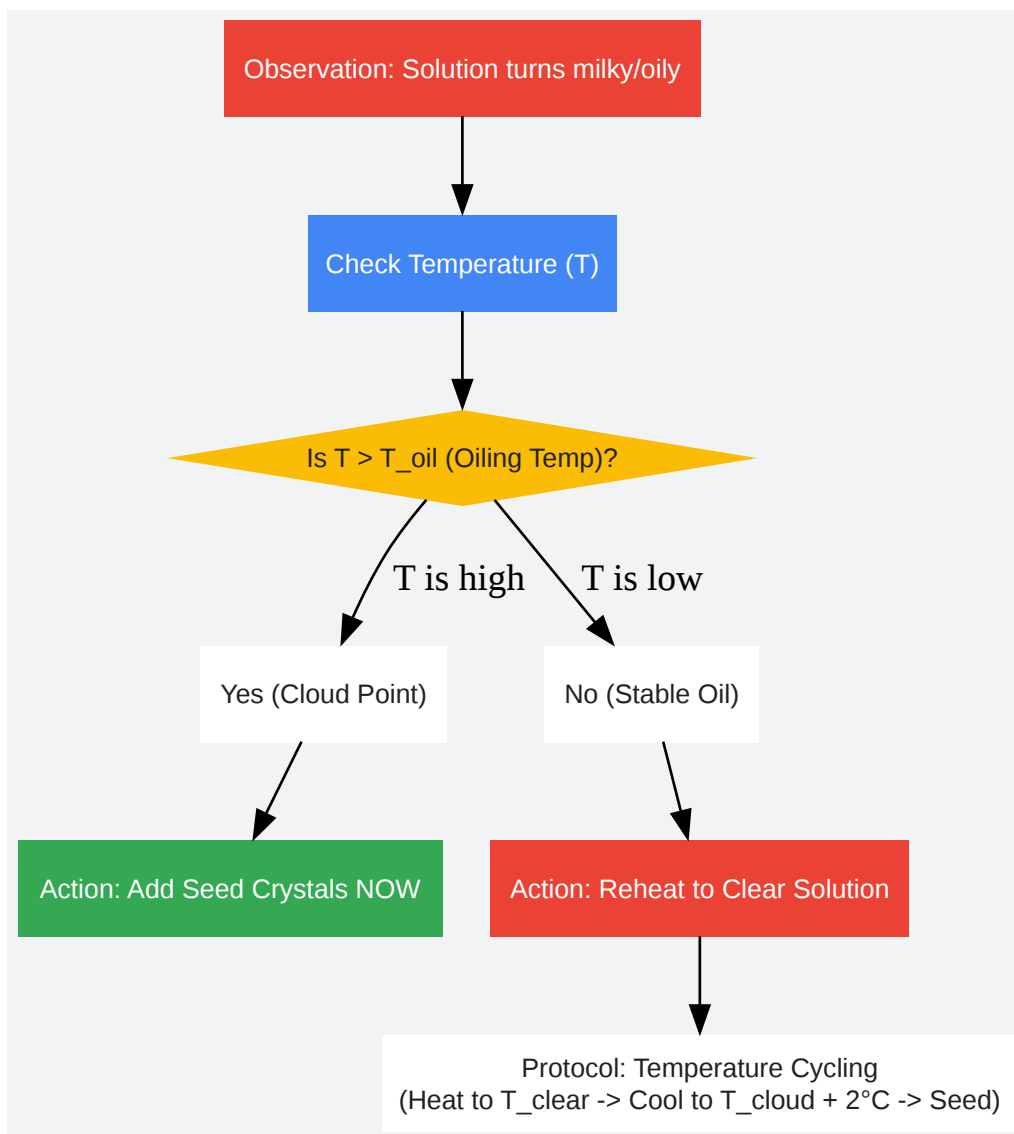 Observation: Solution turns milky/oily
Check Temperature (T)
Is T > T_oil (Oiling Temp)?
T is high
T is low
Yes (Cloud Point)
No (Stable Oil)
Action: Add Seed Crystals NOW
Action: Reheat to Clear Solution
Protocol: Temperature Cycling
(Heat to T_clear -> Cool to T_cloud + 2°C -> Seed)